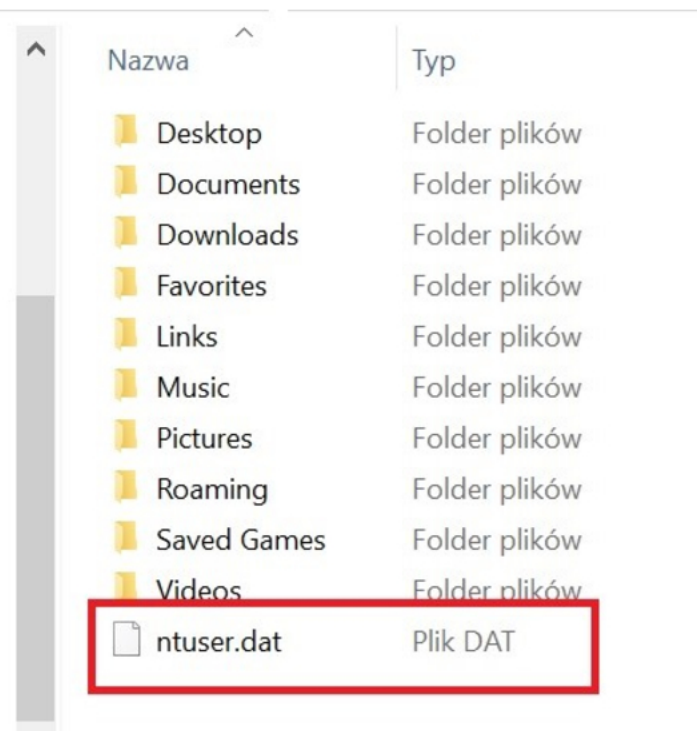 Nazwa Typ
Desktop Folder plików
Documents Folder plików
Downloads Folder plików
Favorites Folder plików
Links Folder plików
Music Folder plików
Pictures Folder plików
Roaming Folder plików
Saved Games Folder plików
Videos Folder plików
ntuser.dat Plik DAT